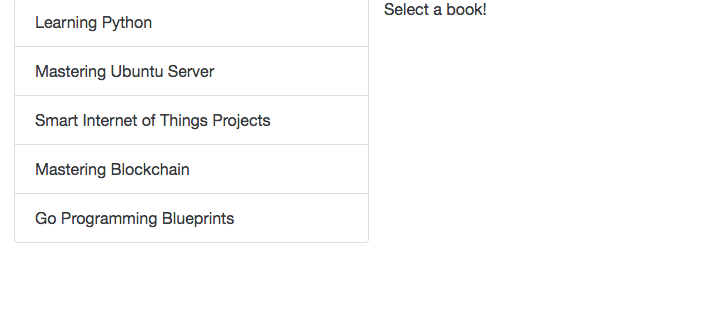 Learning Python
Mastering Ubuntu Server
Smart Internet of Things Projects
Mastering Blockchain
Go Programming Blueprints
Select a book!